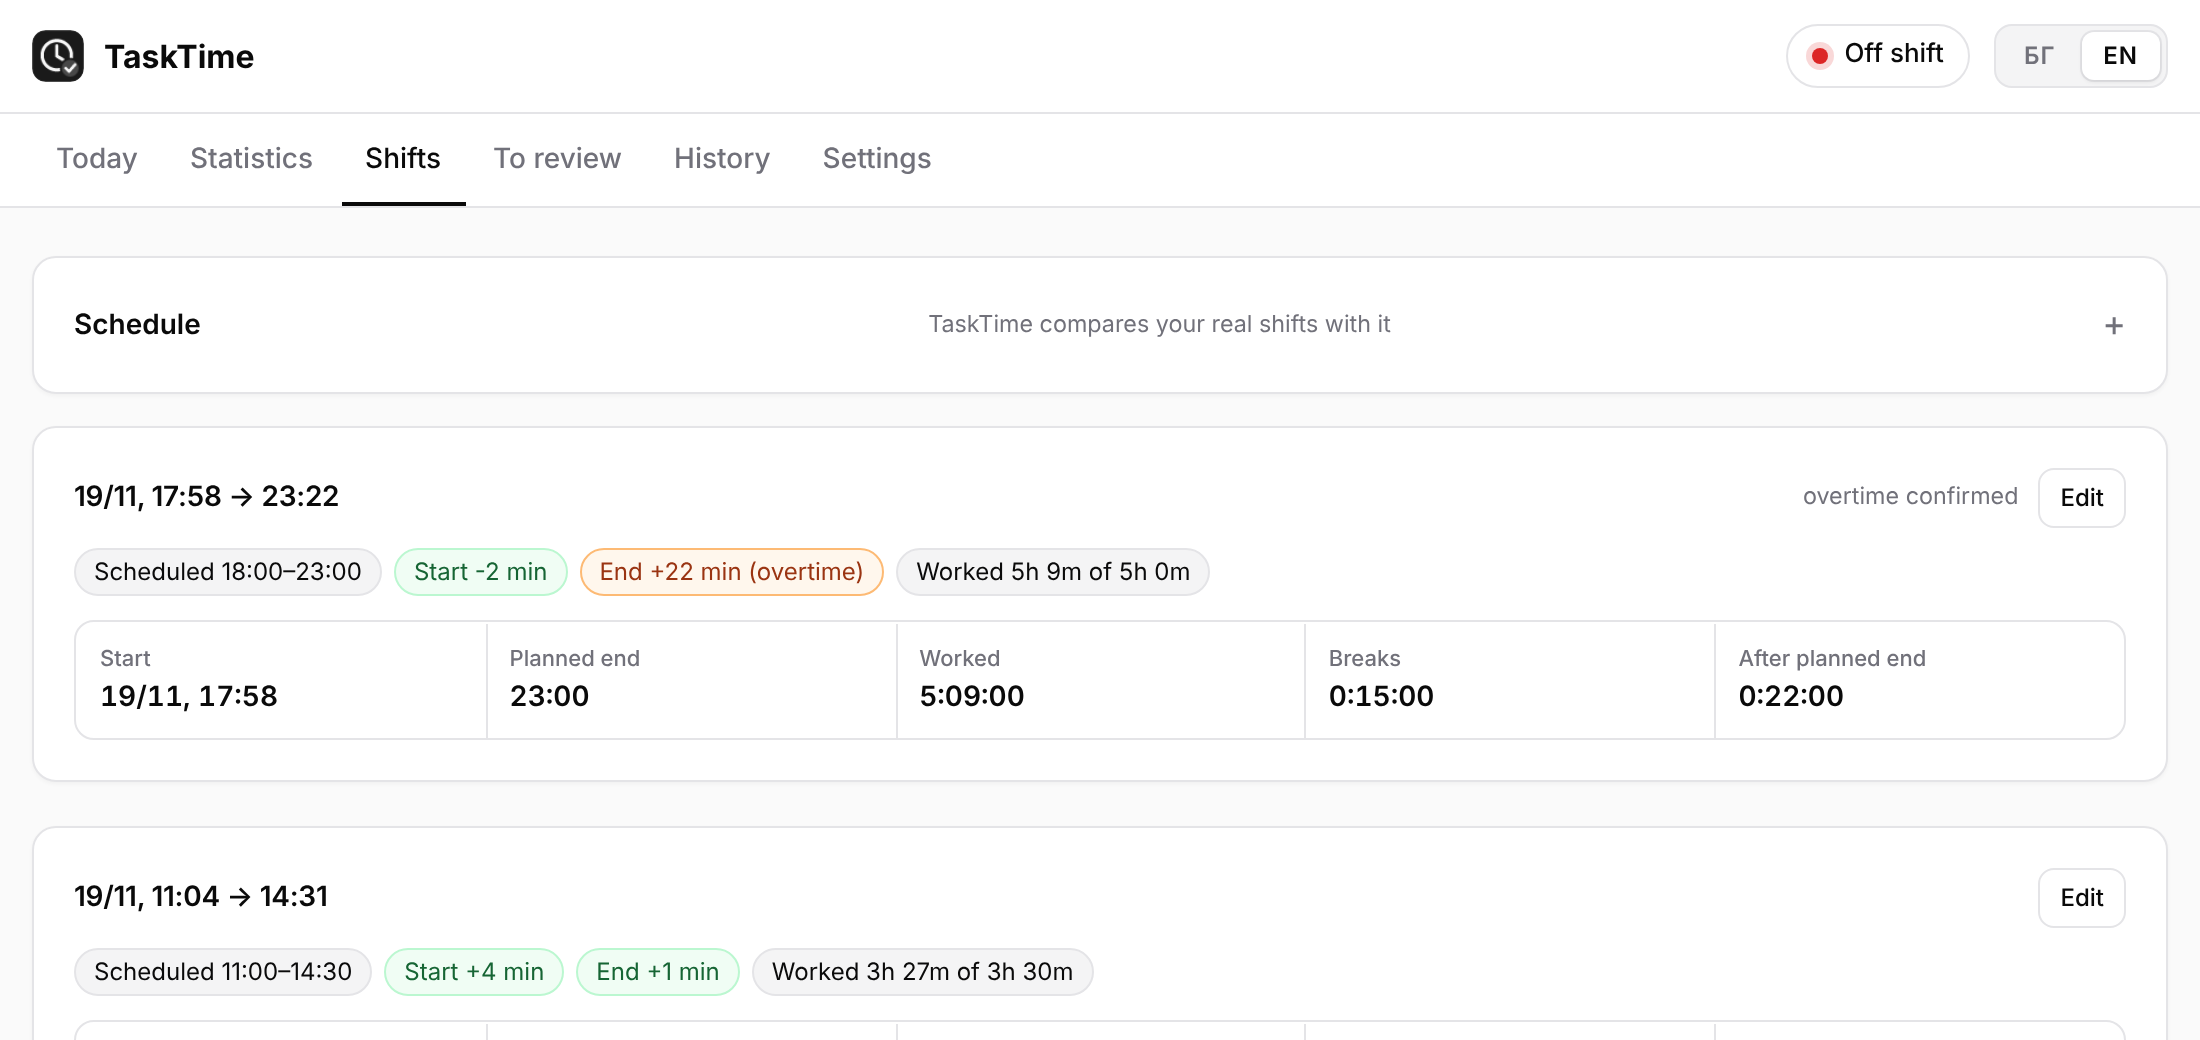 TaskTime
Off shift
БГ EN
Today Statistics Shifts To review History Settings
Schedule TaskTime compares your real shifts with it +
19/11, 17:58 → 23:22 overtime confirmed Edit
Scheduled 18:00–23:00 Start -2 min End +22 min (overtime) Worked 5h 9m of 5h 0m
Start Planned end Worked Breaks After planned end
19/11, 17:58 23:00 5:09:00 0:15:00 0:22:00
19/11, 11:04 → 14:31 Edit
Scheduled 11:00–14:30 Start +4 min End +1 min Worked 3h 27m of 3h 30m